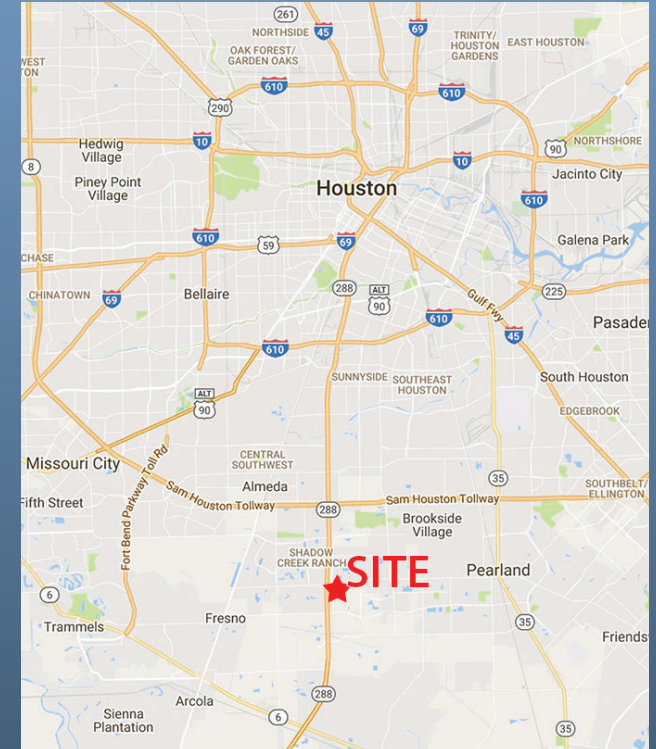 261
69
NORTHSIDE
45
TRINITY/
HOUSTON
GARDENS
EAST HOUSTON
OAK FOREST/
GARDEN OAKS
WEST
TON
610
610
290
10
90
NORTHSHORE
Hedwig
Village
8
10
Jacinto City
Piney Point
Village
Houston
610
610
59
69
Galena Park
CHASE
288
ALT
90
225
CHINATOWN
69
Bellaire
Gulf Fwy
610
45
Pasade
610
SUNNYSIDE
SOUTHEAST
HOUSTON
South Houston
ALT
90
EDGEBROOK
Missouri City
CENTRAL
SOUTHWEST
Fort Bend Parkway Toll Rd
Almeda
35
Sam Houston Tollway
Sam Houston Tollway
SOUTHBELT/
ELLINGTON
Fifth Street
288
Brookside
Village
SHADOW
CREEK RANCH
SITE
Pearland
6
Trammels
Fresno
35
Friends
288
Arcola
6
Sienna
Plantation
35